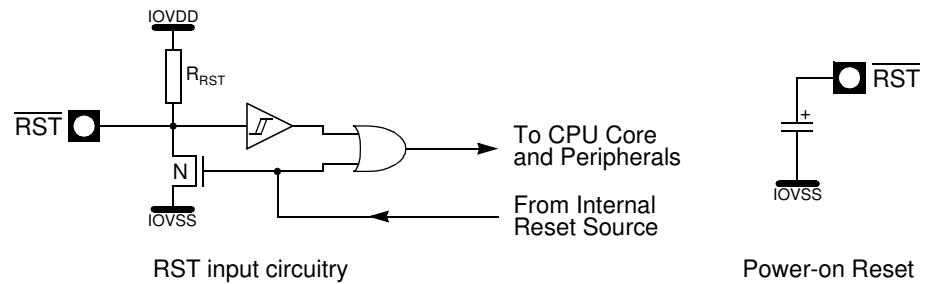 IOVDD
R_RST
RST
N
IOVSS
To CPU Core
and Peripherals
From Internal
Reset Source
RST input circuitry
RST
+
IOVSS
Power-on Reset